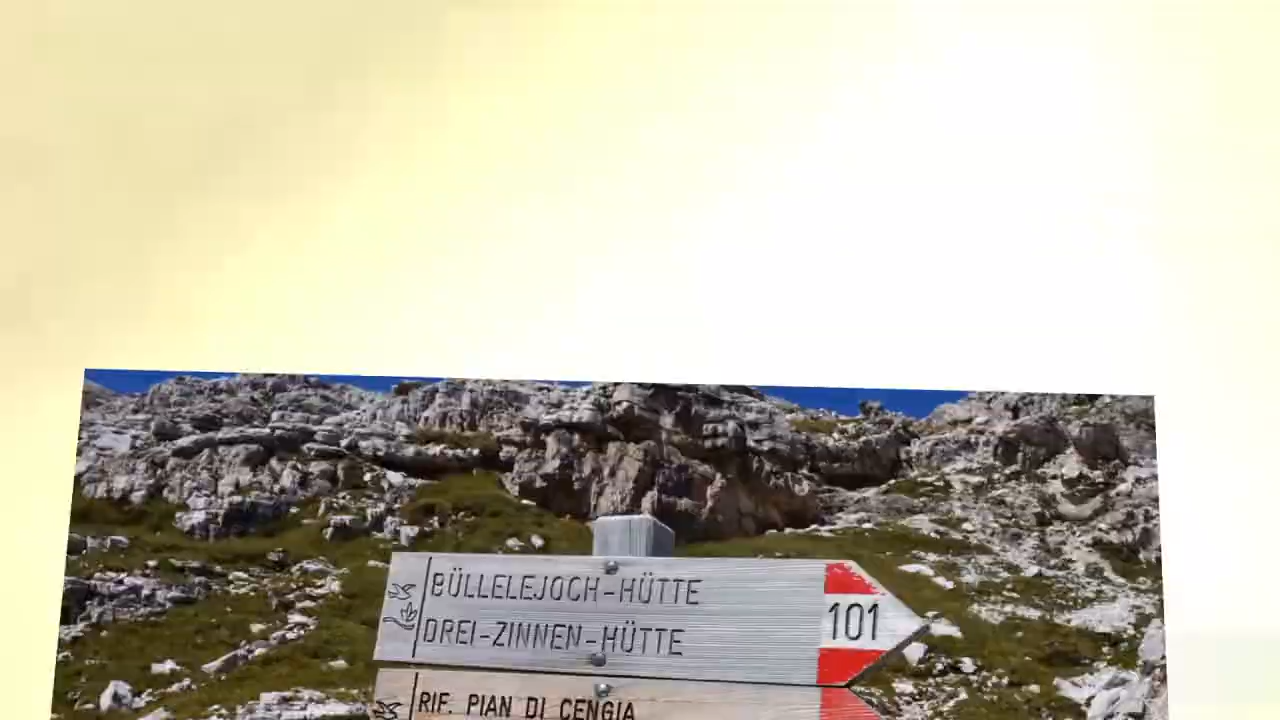 BÜLLELEJOCH-HÜTTE
DREI-ZINNEN-HÜTTE
101
RIF. PIAN DI CENGIA